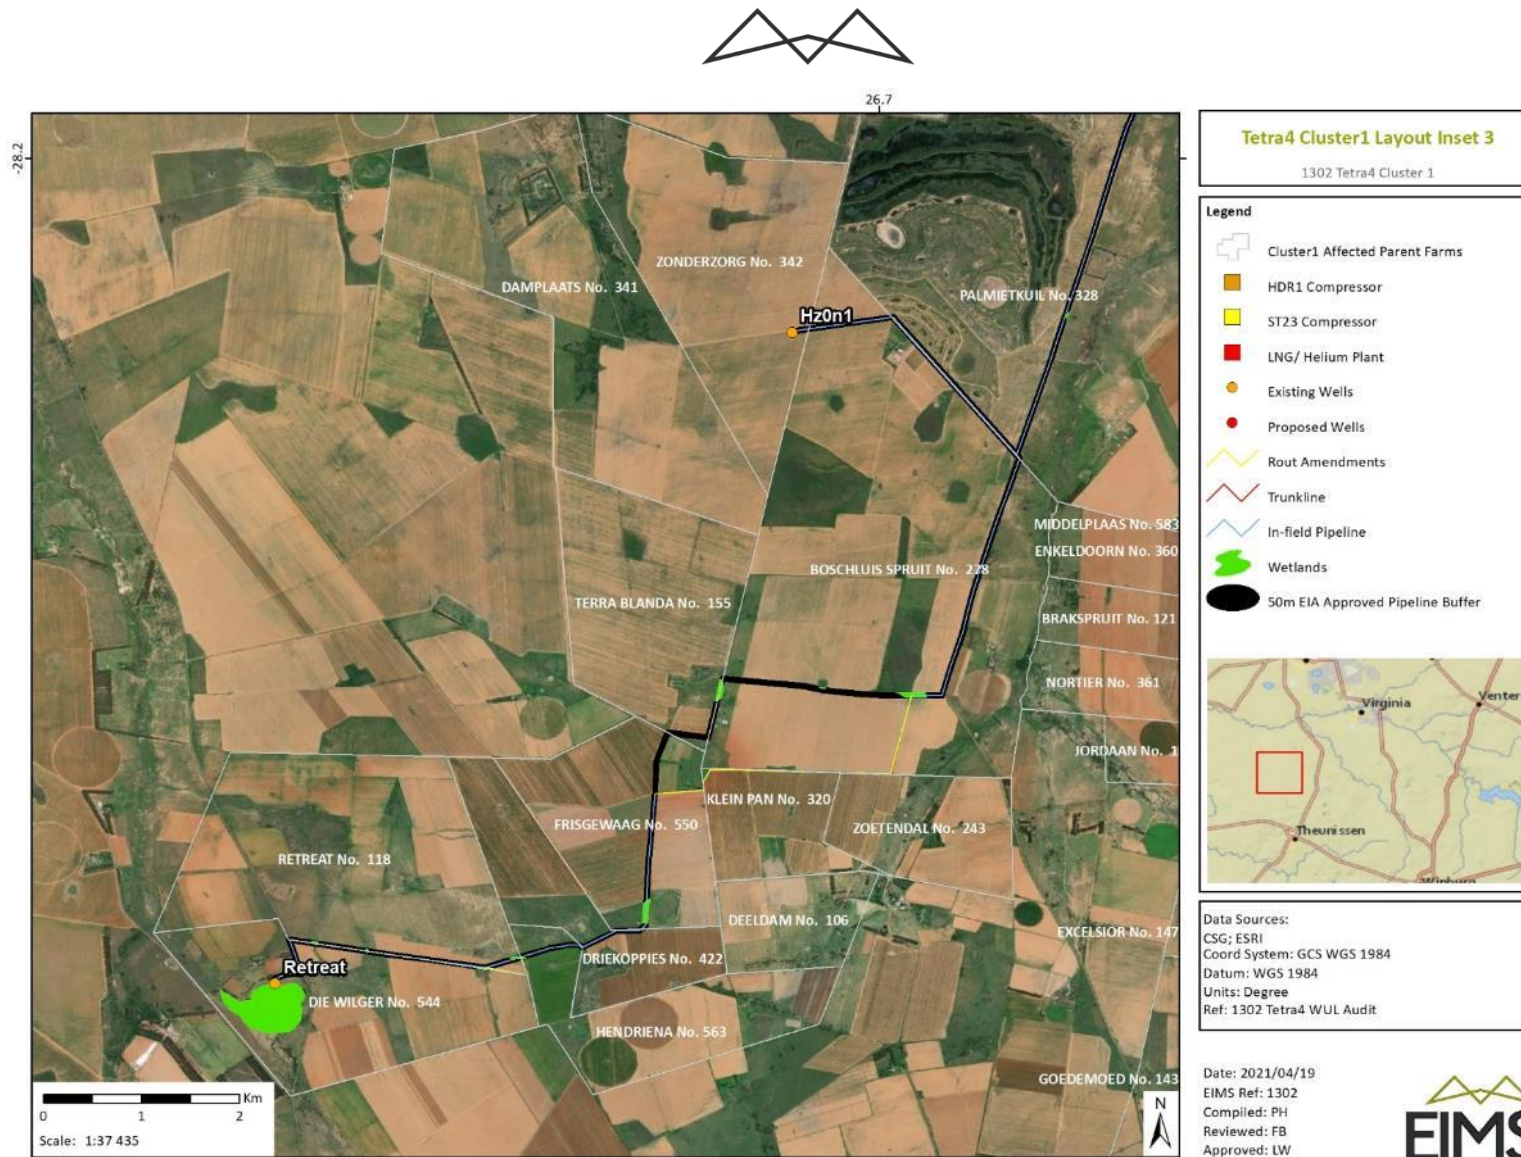 26.7
-28.2
Tetra4 Cluster1 Layout Inset 3
1302 Tetra4 Cluster 1
Legend
Cluster1 Affected Parent Farms
HDR1 Compressor
ST23 Compressor
LNG/ Helium Plant
Existing Wells
Proposed Wells
Rout Amendments
Trunkline
In-field Pipeline
Wetlands
50m EIA Approved Pipeline Buffer
ZONDERZORG No. 342
DAMPLAATS No. 341
PALMIETKUIL No. 328
Hz0n1
MIDDELPLAAS No. 583
ENKELDOORN No. 360
BOSCHLUIS SPRUIT No. 278
TERRA BLANDA No. 155
BRAKSPRUIT No. 121
NORTIER No. 361
JORDAAN No. 1
KLEIN PAN No. 320
FRISGEWAAG No. 550
ZOETENDAL No. 243
RETREAT No. 118
DEELDAM No. 106
EXCELSIOR No. 147
DRIEKOPPIES No. 422
Retreat
DIE WILGER No. 544
HENDRIENA No. 563
GOEDEMOED No. 143
Km
0 1 2
Scale: 1:37 435
N
Virginia
Venter
Theunissen
Winburg
Data Sources:
CSG; ESRI
Coord System: GCS WGS 1984
Datum: WGS 1984
Units: Degree
Ref: 1302 Tetra4 WUL Audit
Date: 2021/04/19
EIMS Ref: 1302
Compiled: PH
Reviewed: FB
Approved: LW
EIMS